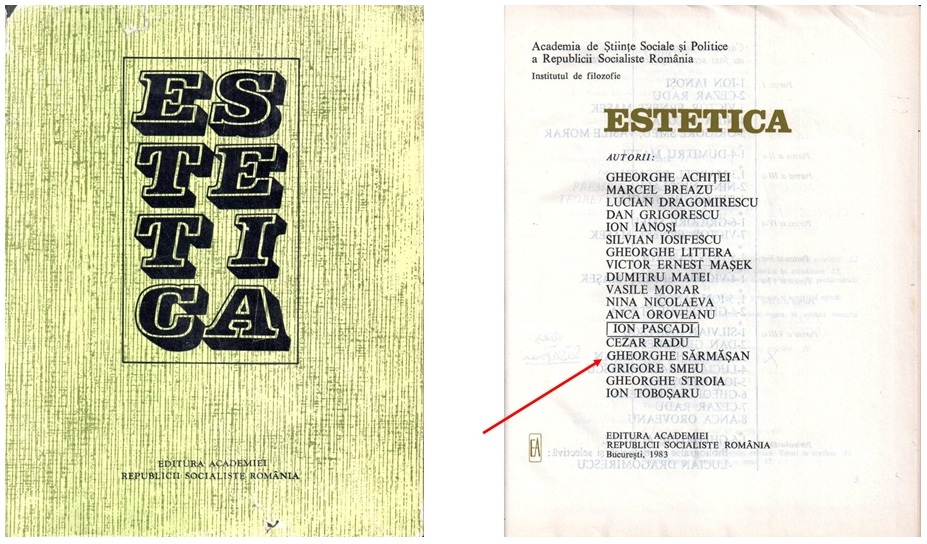 ES
TE
TI
CA
EDITURA ACADEMIEI
REPUBLICII SOCIALISTE ROMÂNIA
Academia de Științe Sociale și Politice
a Republicii Socialiste România
Institutul de filozofie
ESTETICA
AUTORII:
GHEORGHE ACHIȚEI
MARCEL BREAZU
LUCIAN DRAGOMIRESCU
DAN GRIGORESCU
ION IANOȘI
SILVIAN IOSIFESCU
GHEORGHE LITTERA
VICTOR ERNEST MAȘEK
DUMITRU MATEI
VASILE MORAR
NINA NICOLAEVA
ANCA OROVEANU
ION PASCADI
CEZAR RADU
GHEORGHE SĂRMĂȘAN
GRIGORE SMEU
GHEORGHE STROIA
ION TOBOȘARU
EA
EDITURA ACADEMIEI
REPUBLICII SOCIALISTE ROMÂNIA
București, 1983